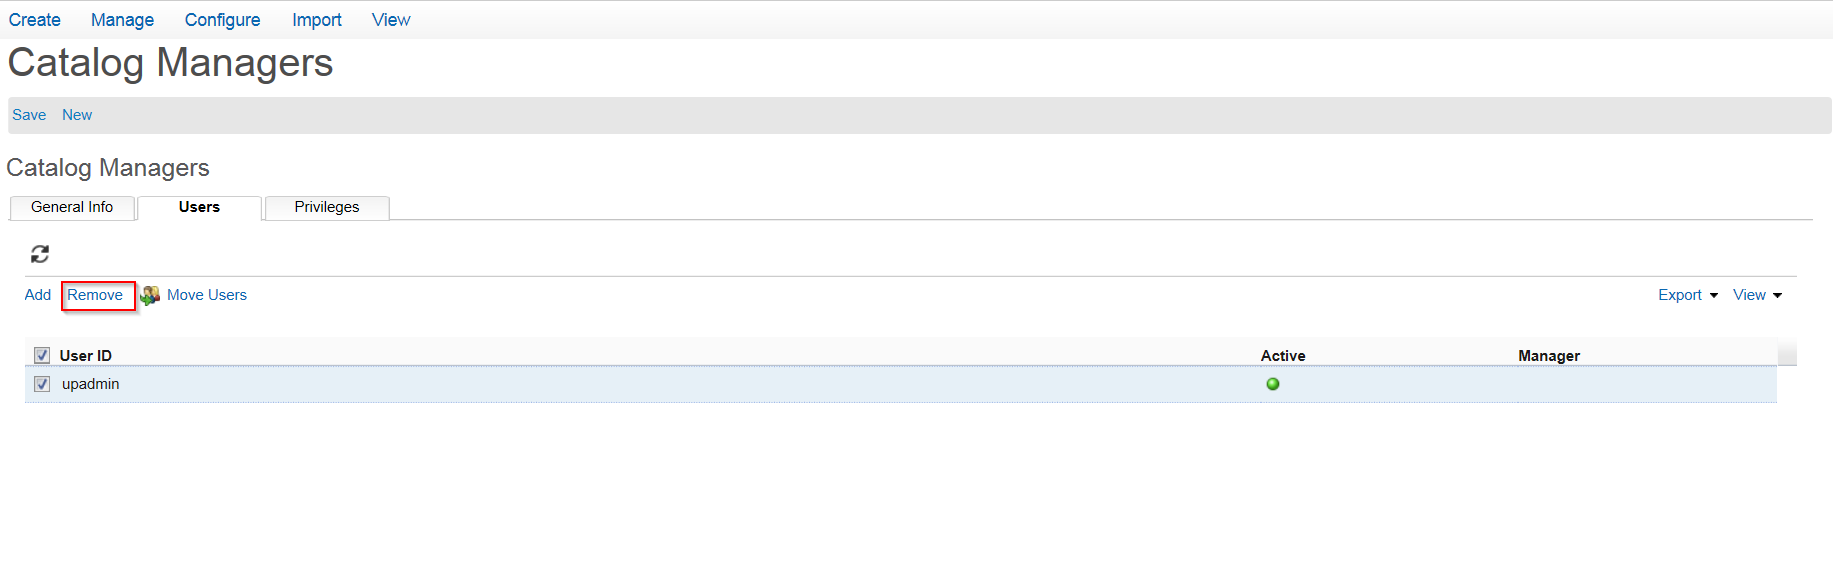 Create Manage Configure Import View
Catalog Managers
Save New
Catalog Managers
General Info Users Privileges
Add Remove Move Users Export View
User ID Active Manager
upadmin